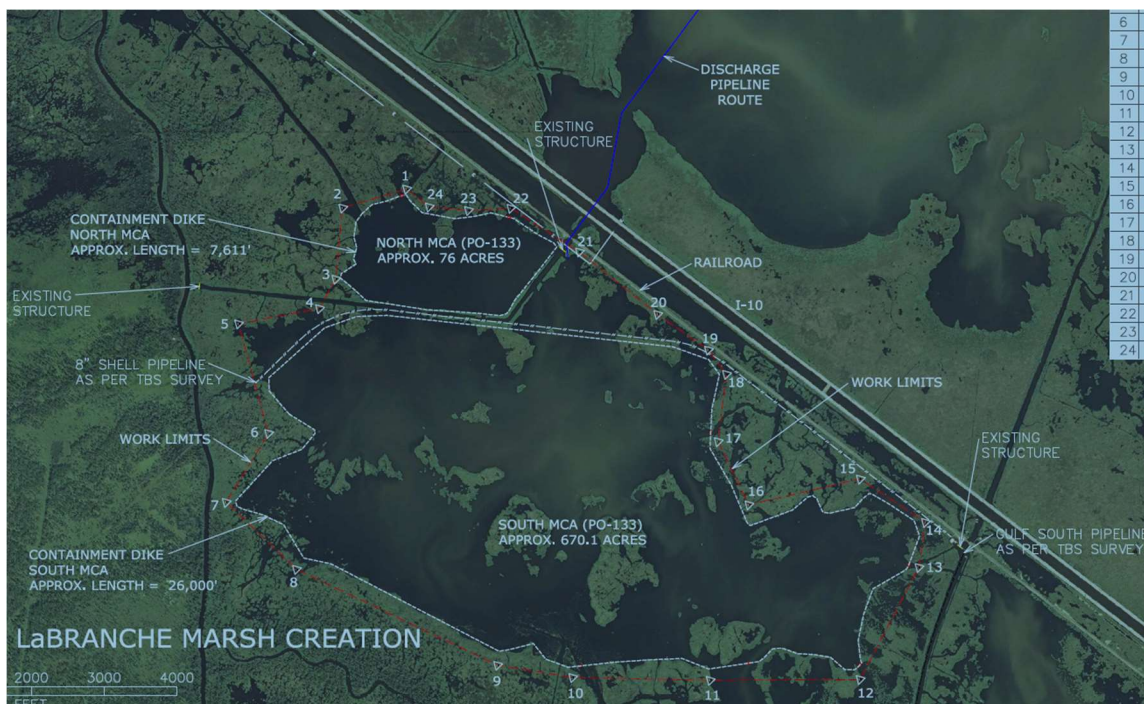 6
7
8
9
10
11
12
13
14
15
16
17
18
19
20
21
22
23
24
DISCHARGE
PIPELINE
ROUTE
EXISTING
STRUCTURE
1
2
24
23
22
CONTAINMENT DIKE
NORTH MCA
APPROX. LENGTH = 7,611'
NORTH MCA (PO-133)
APPROX. 76 ACRES
21
RAILROAD
3
EXISTING
STRUCTURE
4
20
I-10
5
19
8" SHELL PIPELINE
AS PER TBS SURVEY
18
WORK LIMITS
WORK LIMITS
6
17
EXISTING
STRUCTURE
15
7
16
SOUTH MCA (PO-133)
APPROX. 670.1 ACRES
14
GULF SOUTH PIPELINE
AS PER TBS SURVEY
CONTAINMENT DIKE
SOUTH MCA
APPROX. LENGTH = 26,000'
13
8
LaBRANCHE MARSH CREATION
9
10
11
12
2000 3000 4000
FEET